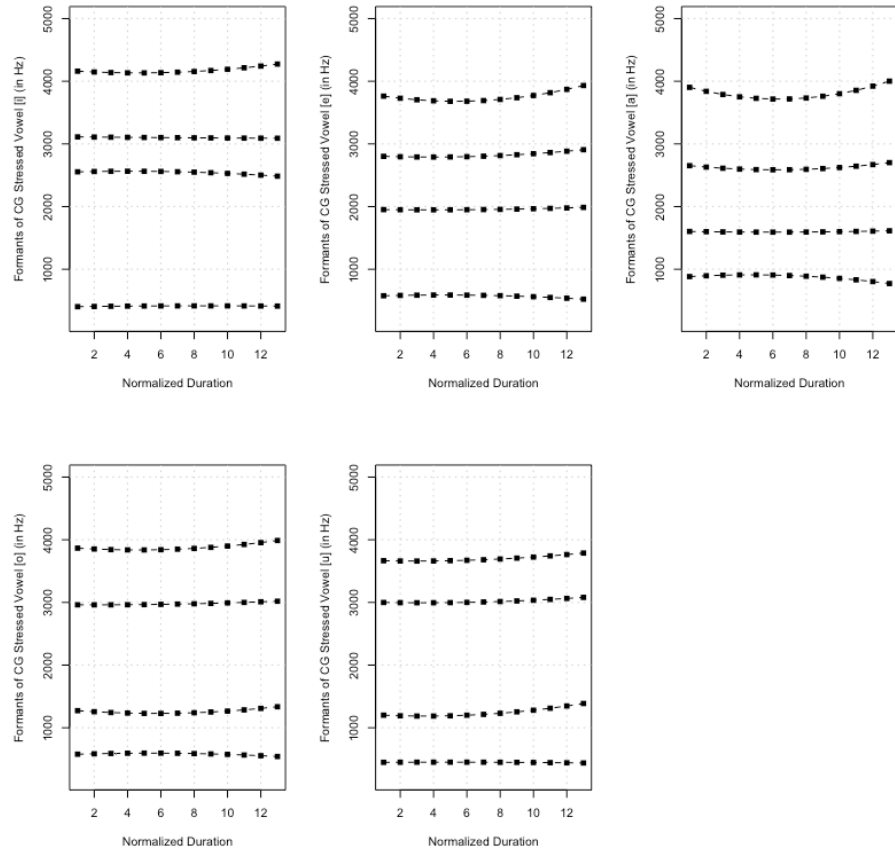 Formants of CG Stressed Vowel [i] (in Hz)
5000
4000
3000
2000
1000
2 4 6 8 10 12
Normalized Duration
Formants of CG Stressed Vowel [e] (in Hz)
5000
4000
3000
2000
1000
2 4 6 8 10 12
Normalized Duration
Formants of CG Stressed Vowel [a] (in Hz)
5000
4000
3000
2000
1000
2 4 6 8 10 12
Normalized Duration
Formants of CG Stressed Vowel [o] (in Hz)
5000
4000
3000
2000
1000
2 4 6 8 10 12
Normalized Duration
Formants of CG Stressed Vowel [u] (in Hz)
5000
4000
3000
2000
1000
2 4 6 8 10 12
Normalized Duration